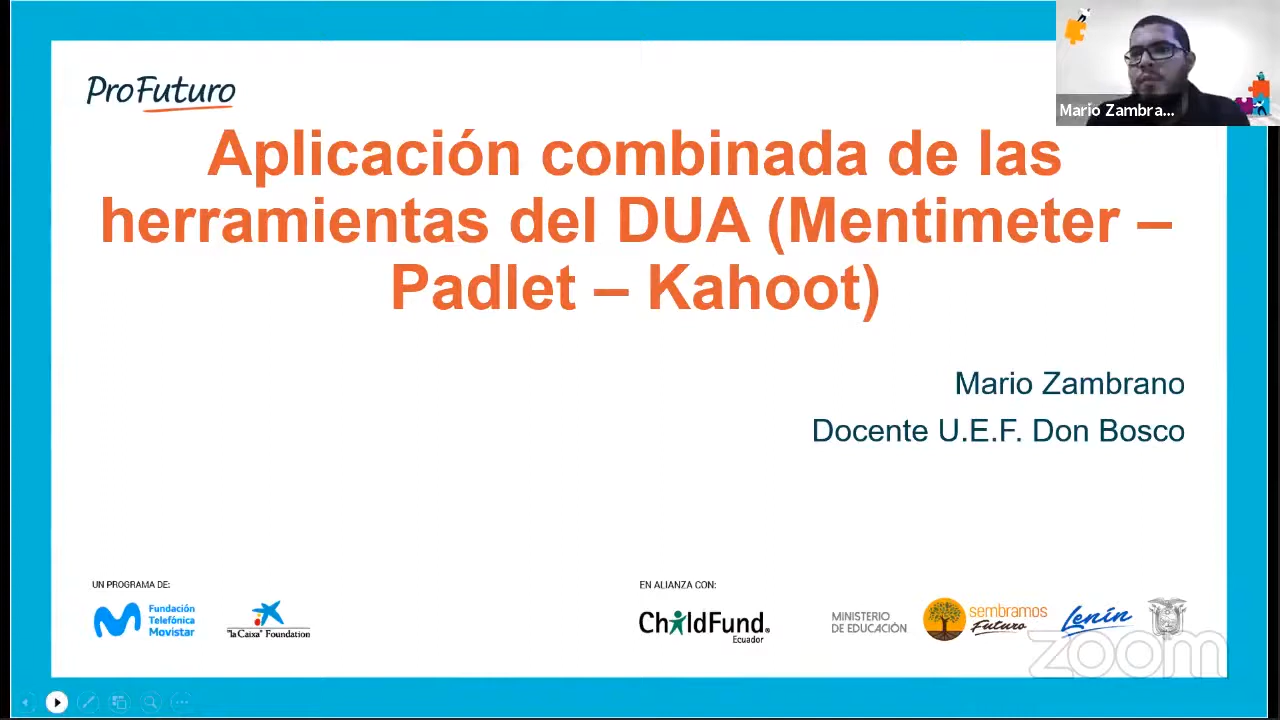 ProFuturo
Mario Zambra...
Aplicación combinada de las
herramientas del DUA (Mentimeter –
Padlet – Kahoot)
Mario Zambrano
Docente U.E.F. Don Bosco
UN PROGRAMA DE:
Fundación
Telefónica
Movistar
"la Caixa" Foundation
EN ALIANZA CON:
ChildFund®
Ecuador
MINISTERIO
DE EDUCACIÓN
sembramos
Futuro
Lenín
zoom